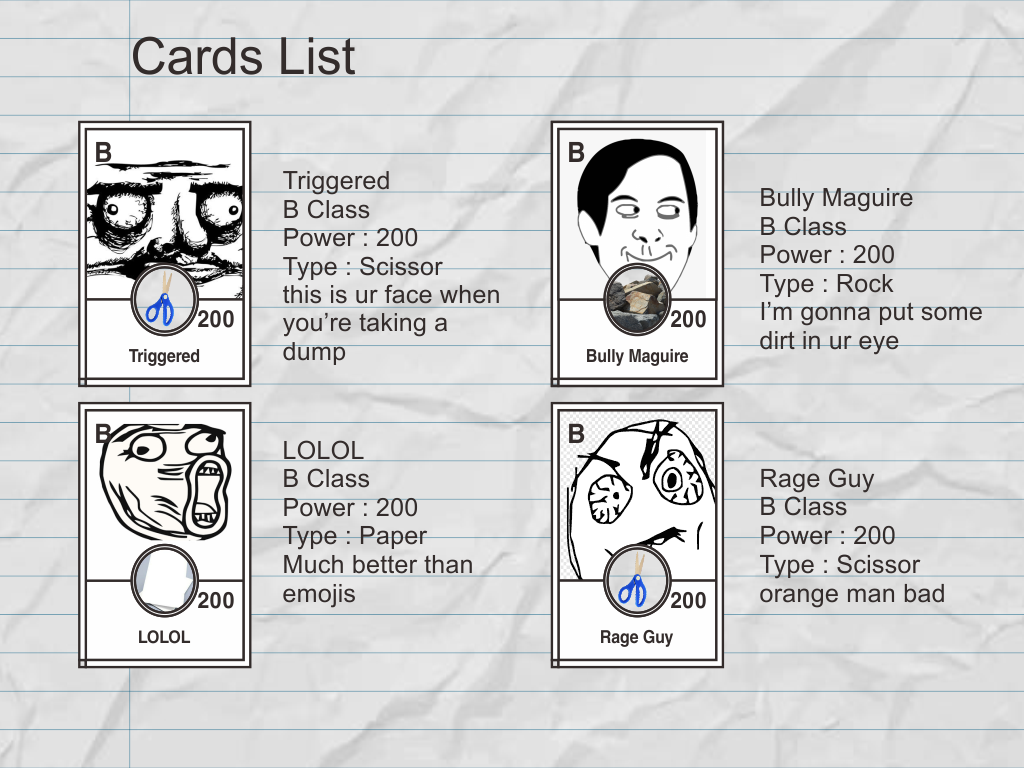 Cards List
B
200
Triggered
Triggered
B Class
Power : 200
Type : Scissor
this is ur face when
you’re taking a
dump
B
200
Bully Maguire
Bully Maguire
B Class
Power : 200
Type : Rock
I’m gonna put some
dirt in ur eye
B
200
LOLOL
LOLOL
B Class
Power : 200
Type : Paper
Much better than
emojis
B
200
Rage Guy
Rage Guy
B Class
Power : 200
Type : Scissor
orange man bad